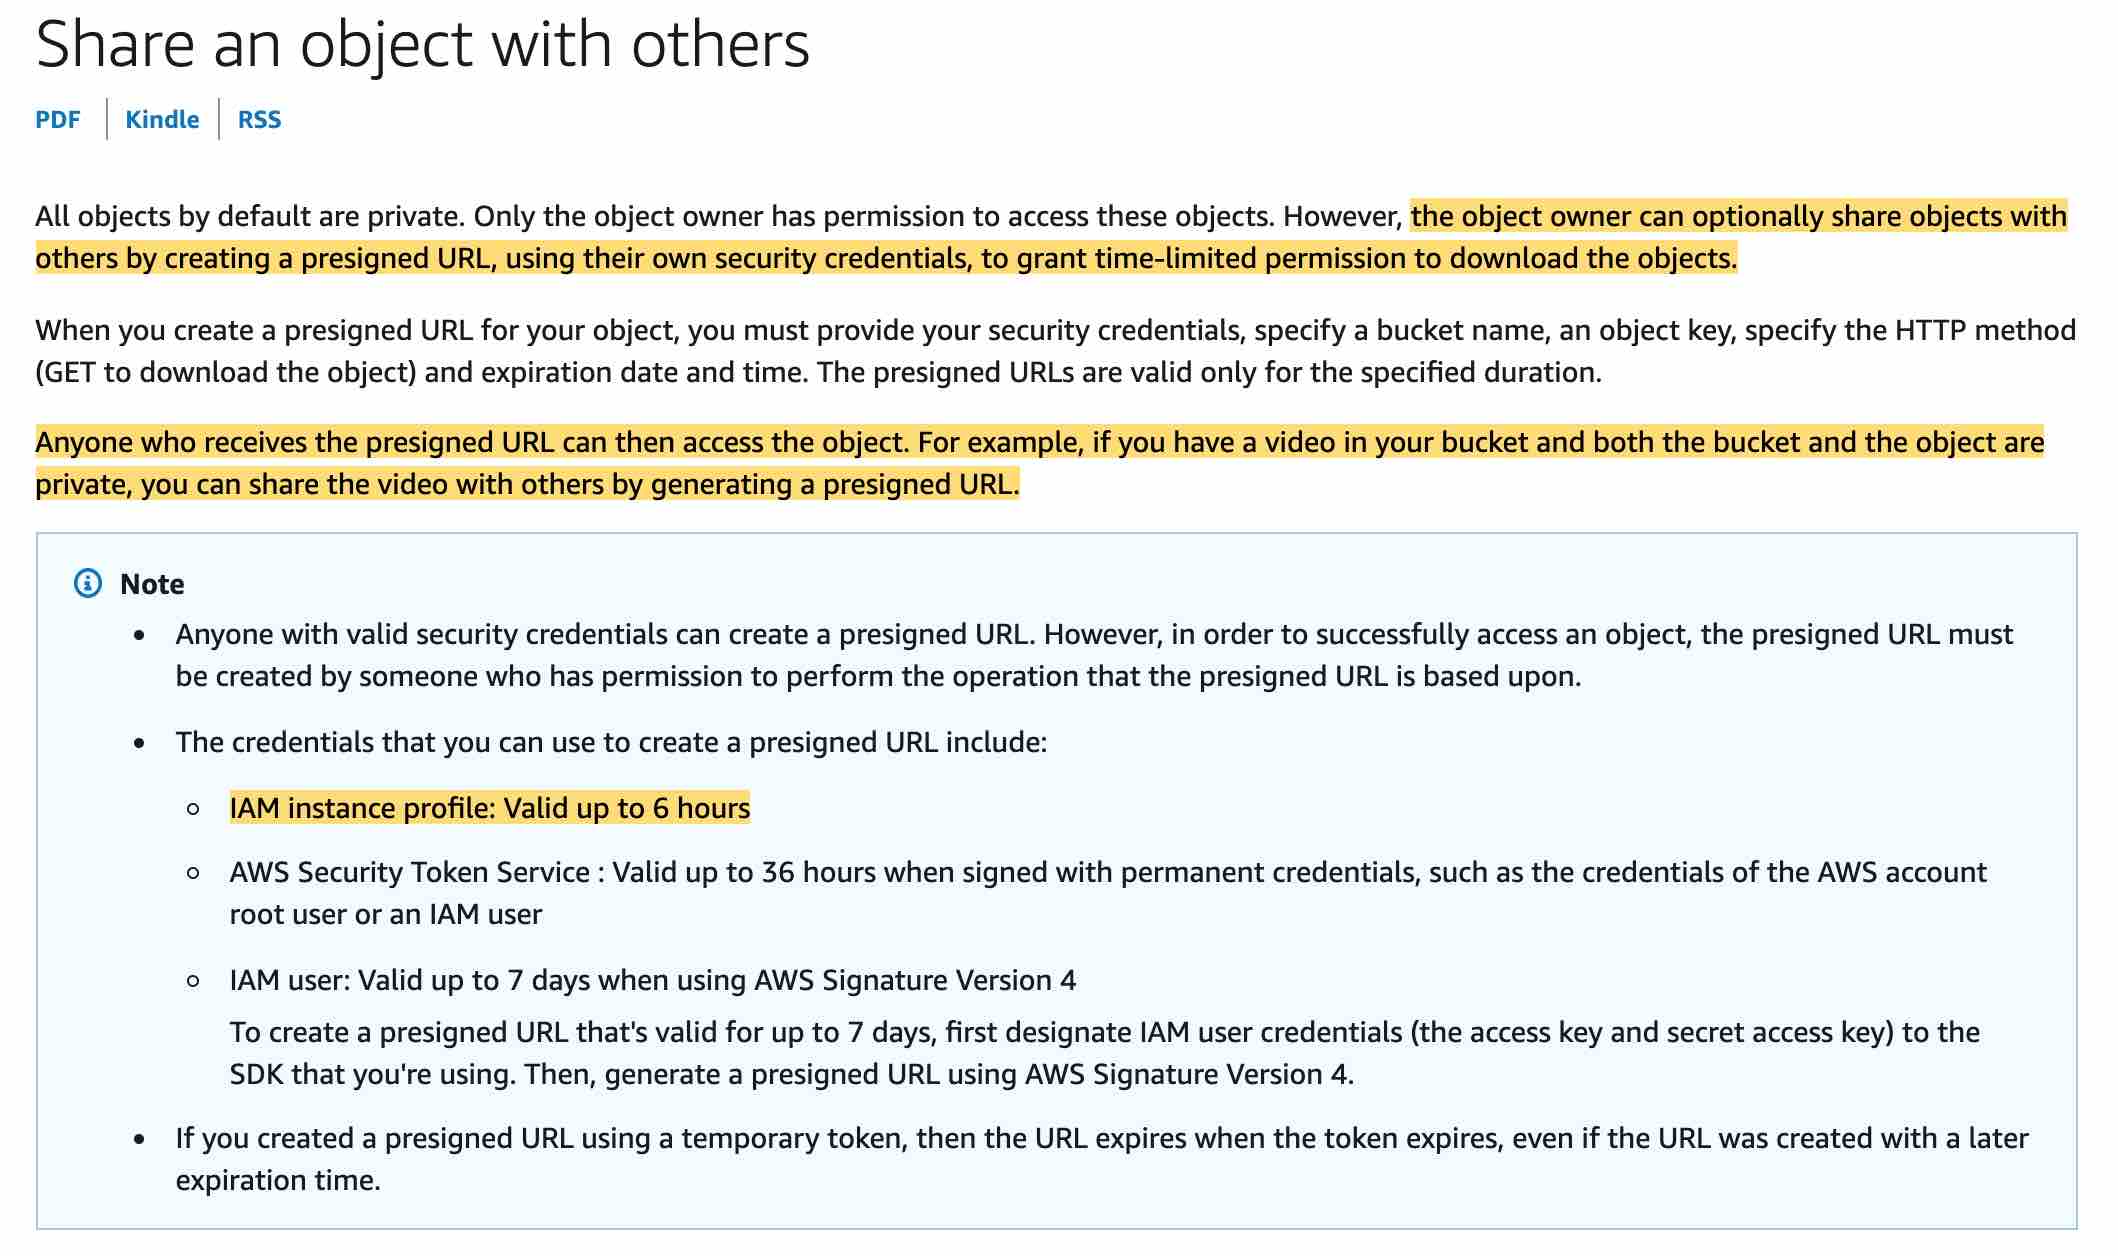 Share an object with others
PDF | Kindle | RSS
All objects by default are private. Only the object owner has permission to access these objects. However, the object owner can optionally share objects with
others by creating a presigned URL, using their own security credentials, to grant time-limited permission to download the objects.
When you create a presigned URL for your object, you must provide your security credentials, specify a bucket name, an object key, specify the HTTP method
(GET to download the object) and expiration date and time. The presigned URLs are valid only for the specified duration.
Anyone who receives the presigned URL can then access the object. For example, if you have a video in your bucket and both the bucket and the object are
private, you can share the video with others by generating a presigned URL.
Note
• Anyone with valid security credentials can create a presigned URL. However, in order to successfully access an object, the presigned URL must
be created by someone who has permission to perform the operation that the presigned URL is based upon.
• The credentials that you can use to create a presigned URL include:
○ IAM instance profile: Valid up to 6 hours
○ AWS Security Token Service : Valid up to 36 hours when signed with permanent credentials, such as the credentials of the AWS account
root user or an IAM user
○ IAM user: Valid up to 7 days when using AWS Signature Version 4
To create a presigned URL that's valid for up to 7 days, first designate IAM user credentials (the access key and secret access key) to the
SDK that you're using. Then, generate a presigned URL using AWS Signature Version 4.
• If you created a presigned URL using a temporary token, then the URL expires when the token expires, even if the URL was created with a later
expiration time.